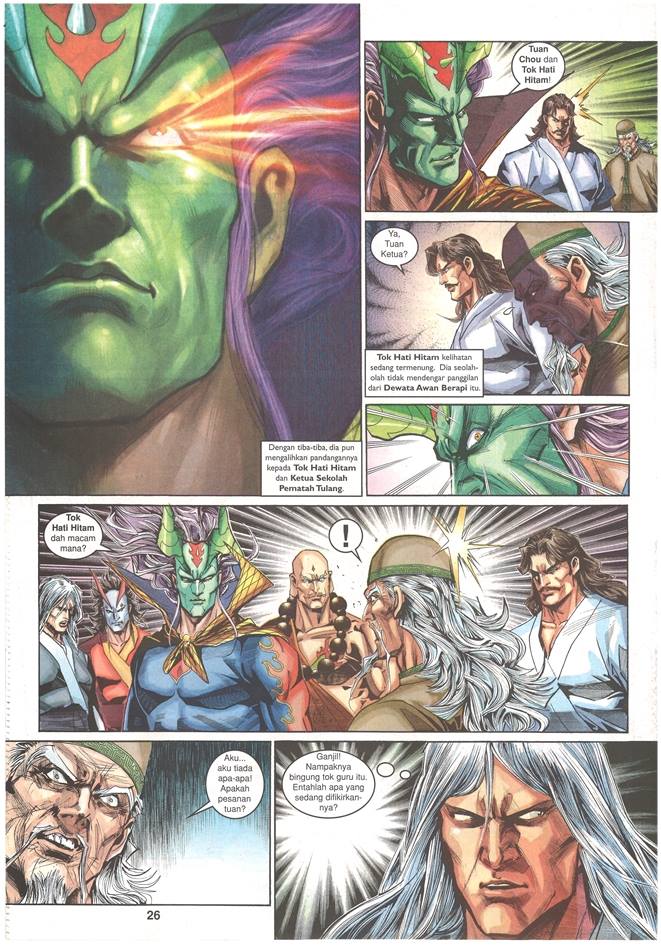 Dengan tiba-tiba, dia pun
mengalihkan pandangannya
kepada Tok Hati Hitam
dan Ketua Sekolah
Pematah Tulang.
Tuan
Chou dan
Tok Hati
Hitam!
Ya,
Tuan
Ketua?
Tok Hati Hitam kelihatan
sedang termenung. Dia seolah-
olah tidak mendengar panggilan
dari Dewata Awan Berapi itu.
Tok
Hati Hitam
dah macam
mana?
!
Aku...
aku tiada
apa-apa!
Apakah
pesanan
tuan?
Ganjil!
Nampaknya
bingung tok guru itu.
Entahlah apa yang
sedang difikirkan-
nya?
26